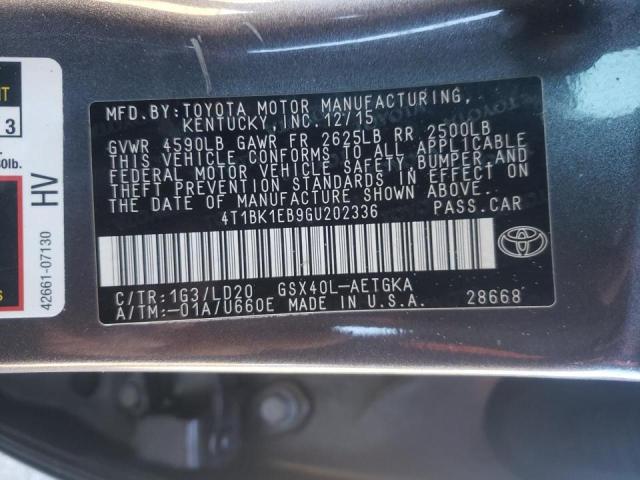 MFD.BY:TOYOTA MOTOR MANUFACTURING,
KENTUCKY,INC.12/15
GVWR 4590LB GAWR FR 2625LB RR 2500LB
THIS VEHICLE CONFORMS TO ALL APPLICABLE
FEDERAL MOTOR VEHICLE SAFETY,BUMPER,AND
THEFT PREVENTION STANDARDS IN EFFECT ON
THE DATE OF MANUFACTURE SHOWN ABOVE.
4T1BK1EB9GU202336 PASS.CAR
C/TR:1G3/LD20 GSX40L-AETGKA
A/TM:-01A/U660E MADE IN U.S.A. 28668
TOYOTA
3
HV
42661-07130